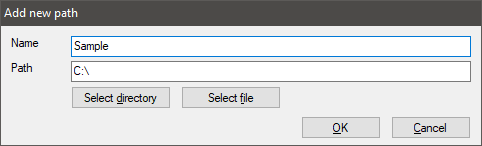 Add new path
Name
Sample
Path
C:\
Select directory
Select file
OK
Cancel